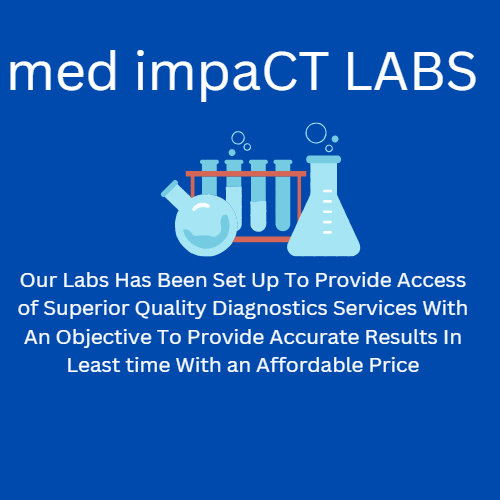 med impaCT LABS
Our Labs Has Been Set Up To Provide Access
of Superior Quality Diagnostics Services With
An Objective To Provide Accurate Results In
Least time With an Affordable Price